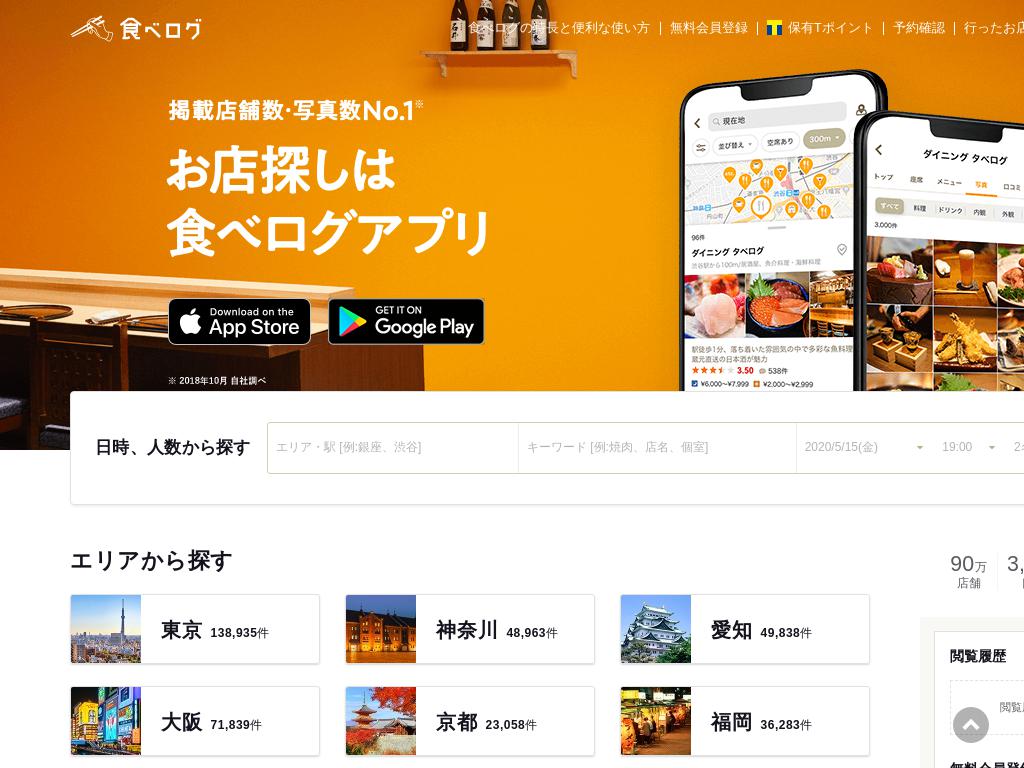 食べログ
食べログの特長と便利な使い方
無料会員登録
保有Tポイント
予約確認
行ったお店
掲載店舗数・写真数No.1※
お店探しは
食べログアプリ
Download on the
App Store
GET IT ON
Google Play
※ 2018年10月 自社調べ
現在地
並び替え
空席あり
300m
96件
ダイニング タベログ
渋谷駅から100m/居酒屋、魚介料理・海鮮料理
駅徒歩1分、落ち着いた雰囲気の中で多彩な魚料理
蔵元直送の日本酒が魅力
3.50 538件
¥6,000～¥7,999 ¥2,000～¥2,999
ダイニング タベログ
トップ 座席 メニュー 写真 口コミ
すべて 料理 ドリンク 内観 外観
3,000件
日時、人数から探す
エリア・駅 [例:銀座、渋谷]
キーワード [例:焼肉、店名、個室]
2020/5/15(金)
19:00
エリアから探す
90万
店舗
東京 138,935件
神奈川 48,963件
愛知 49,838件
大阪 71,839件
京都 23,058件
福岡 36,283件
閲覧履歴